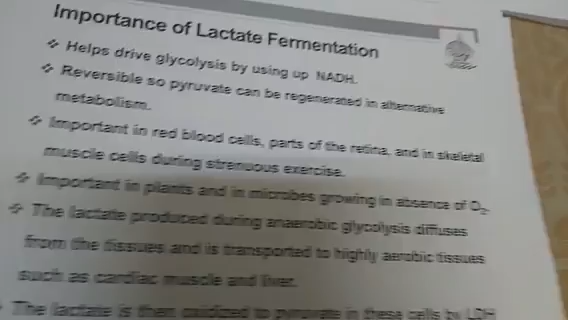 Importance of Lactate Fermentation
❖ Helps drive glycolysis by using up NADH.
❖ Reversible so pyruvate can be regenerated in alternative
metabolism.
❖ Important in red blood cells, parts of the retina, and in skeletal
muscle cells during strenuous exercise.
❖ Important in plants and in microbes growing in absence of O₂.
❖ The lactate produced during anaerobic glycolysis diffuses
from the tissues and is transported to highly aerobic tissues
such as cardiac muscle and liver.
The lactate is then oxidized to pyruvate in these cells by LDH